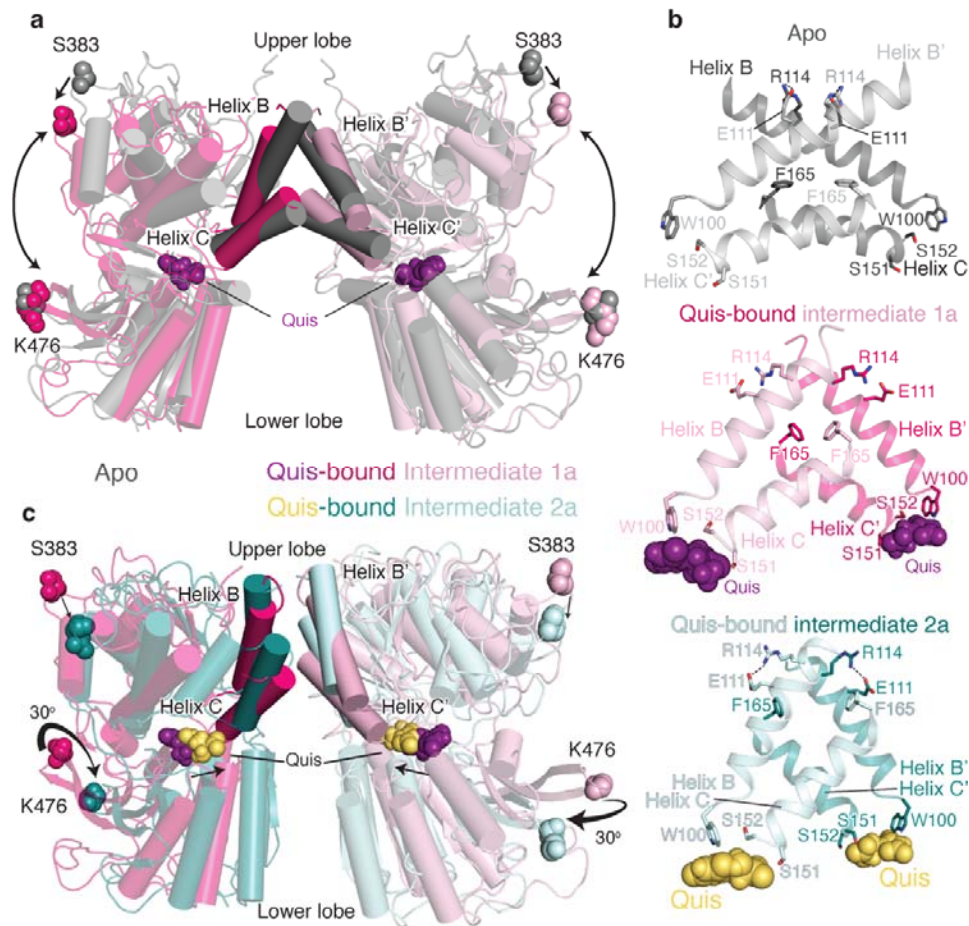 a
S383
Upper lobe
S383
Helix B
Helix B'
Helix C
Helix C'
Quis
K476
K476
Lower lobe
Apo
Quis-bound Intermediate 1a
Quis-bound Intermediate 2a
b
Apo
Helix B
Helix B'
R114
R114
E111
E111
F165
F165
W100
W100
S152
S152
Helix C'
S151
S151
Helix C
Quis-bound intermediate 1a
R114
R114
E111
E111
Helix B
Helix B'
F165
F165
W100
W100
S152
S152
Helix C
Helix C'
S151
S151
Quis
Quis
Quis-bound intermediate 2a
R114
R114
E111
E111
F165
F165
Helix B
Helix C
Helix B'
Helix C'
W100
S152
S151
W100
S152
S151
Quis
Quis
c
S383
Upper lobe
S383
Helix B
Helix B'
Helix C
Helix C'
30º
Quis
K476
K476
30º
Lower lobe